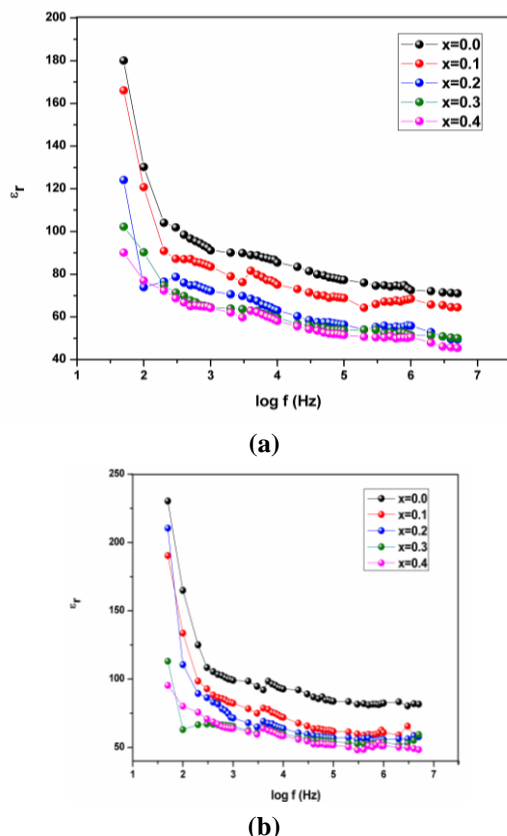 200
180
160
140
120
100
80
60
40
εr
x=0.0
x=0.1
x=0.2
x=0.3
x=0.4
1 2 3 4 5 6 7
log f (Hz)
(a)
250
200
150
100
50
εr
x=0.0
x=0.1
x=0.2
x=0.3
x=0.4
1 2 3 4 5 6 7
log f (Hz)
(b)